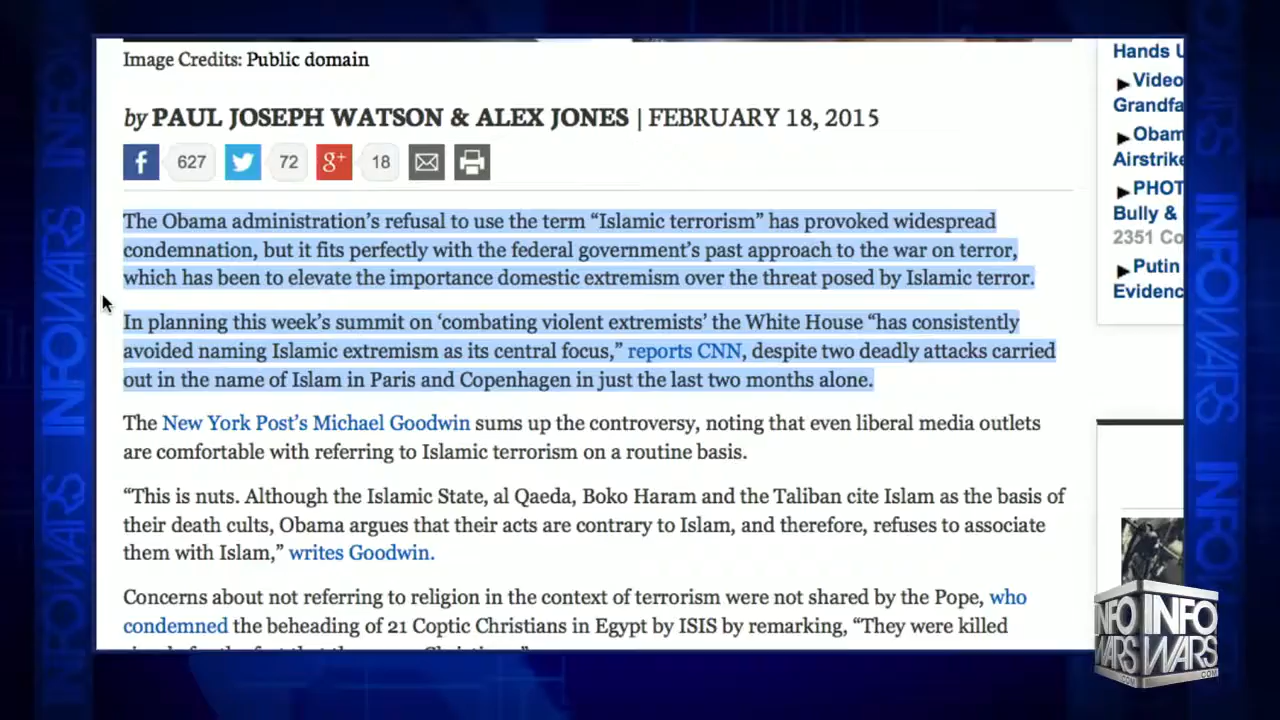 Image Credits: Public domain
by PAUL JOSEPH WATSON & ALEX JONES | FEBRUARY 18, 2015
f 627 72 g+ 18
The Obama administration’s refusal to use the term “Islamic terrorism” has provoked widespread
condemnation, but it fits perfectly with the federal government’s past approach to the war on terror,
which has been to elevate the importance domestic extremism over the threat posed by Islamic terror.
In planning this week’s summit on ‘combating violent extremists’ the White House “has consistently
avoided naming Islamic extremism as its central focus,” reports CNN, despite two deadly attacks carried
out in the name of Islam in Paris and Copenhagen in just the last two months alone.
The New York Post’s Michael Goodwin sums up the controversy, noting that even liberal media outlets
are comfortable with referring to Islamic terrorism on a routine basis.
“This is nuts. Although the Islamic State, al Qaeda, Boko Haram and the Taliban cite Islam as the basis of
their death cults, Obama argues that their acts are contrary to Islam, and therefore, refuses to associate
them with Islam,” writes Goodwin.
Concerns about not referring to religion in the context of terrorism were not shared by the Pope, who
condemned the beheading of 21 Coptic Christians in Egypt by ISIS by remarking, “They were killed
Hands U
Video
Grandfa
Obam
Airstrike
PHOT
Bully &
2351 Co
Putin
Evidenc
INFOWARS
INFOWARS
INFO INFO
WARS WARS
.COM .COM